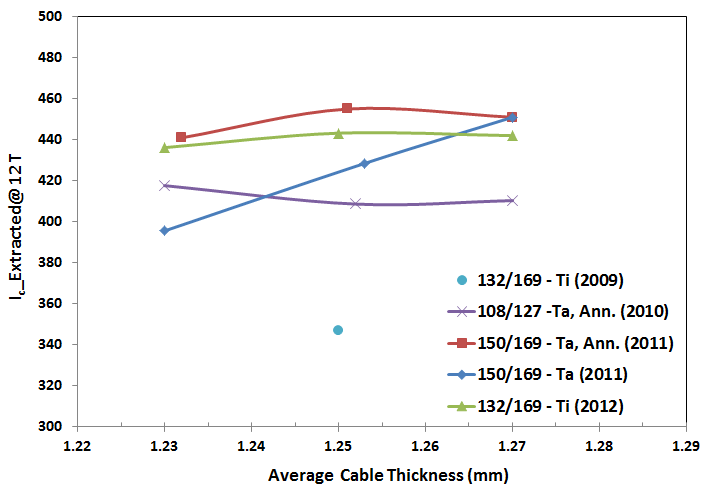 500
480
460
440
420
400
380
360
340
320
300
Ic_Extracted@12 T
132/169 - Ti (2009)
108/127 -Ta, Ann. (2010)
150/169 - Ta, Ann. (2011)
150/169 - Ta (2011)
132/169 - Ti (2012)
1.22 1.23 1.24 1.25 1.26 1.27 1.28 1.29
Average Cable Thickness (mm)